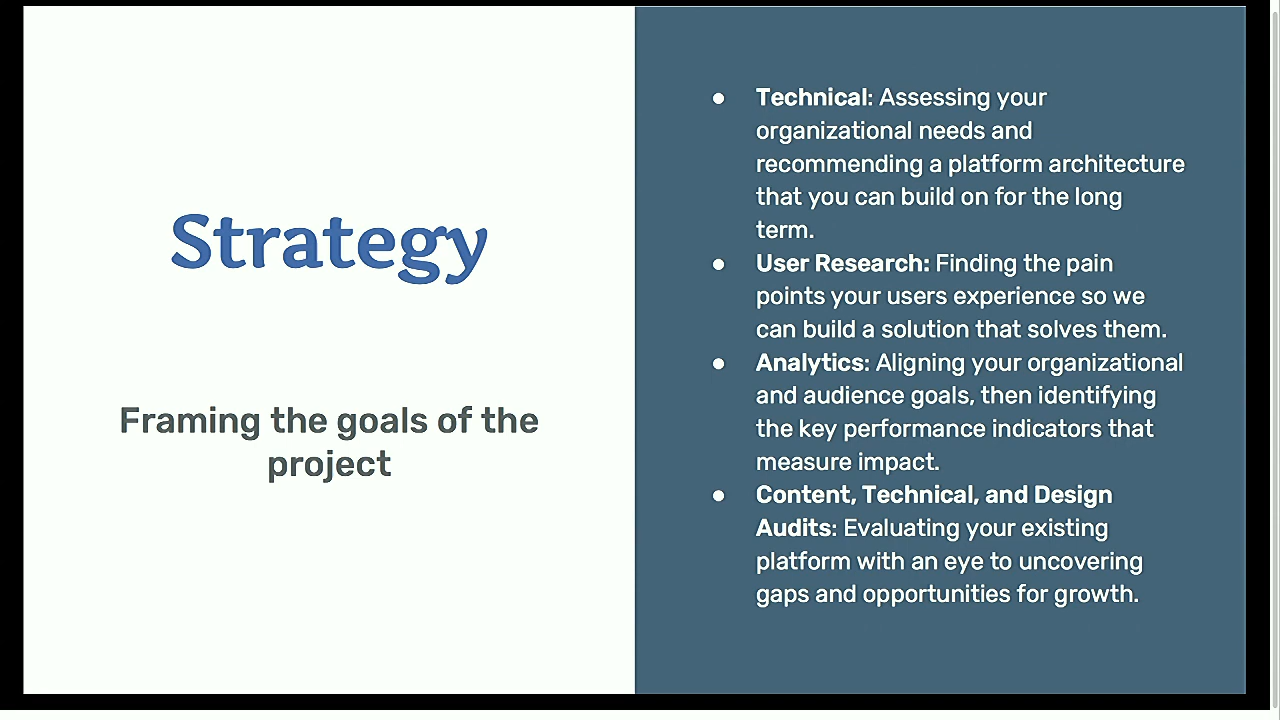 Strategy
Framing the goals of the
project
● Technical: Assessing your
organizational needs and
recommending a platform architecture
that you can build on for the long
term.
● User Research: Finding the pain
points your users experience so we
can build a solution that solves them.
● Analytics: Aligning your organizational
and audience goals, then identifying
the key performance indicators that
measure impact.
● Content, Technical, and Design
Audits: Evaluating your existing
platform with an eye to uncovering
gaps and opportunities for growth.